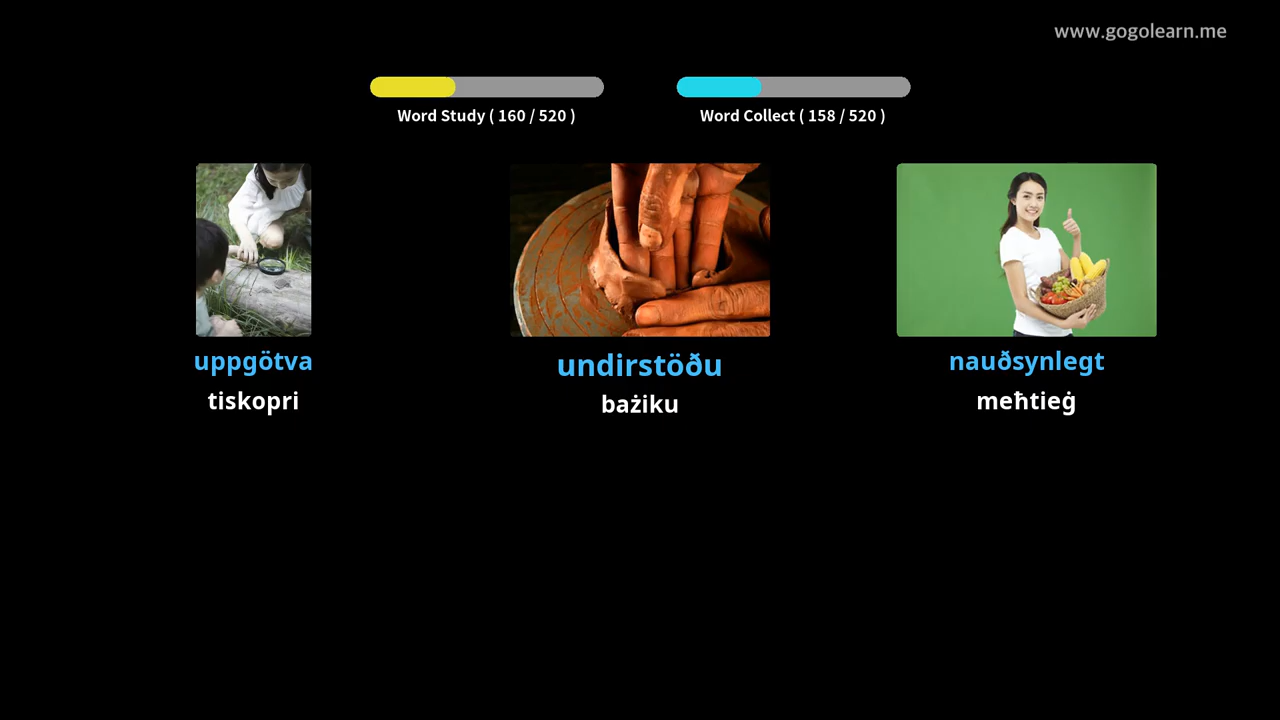 www.gogolearn.me
Word Study ( 160 / 520 )
Word Collect ( 158 / 520 )
uppgötva
tiskopri
undirstöðu
bażiku
nauðsynlegt
meħtieġ